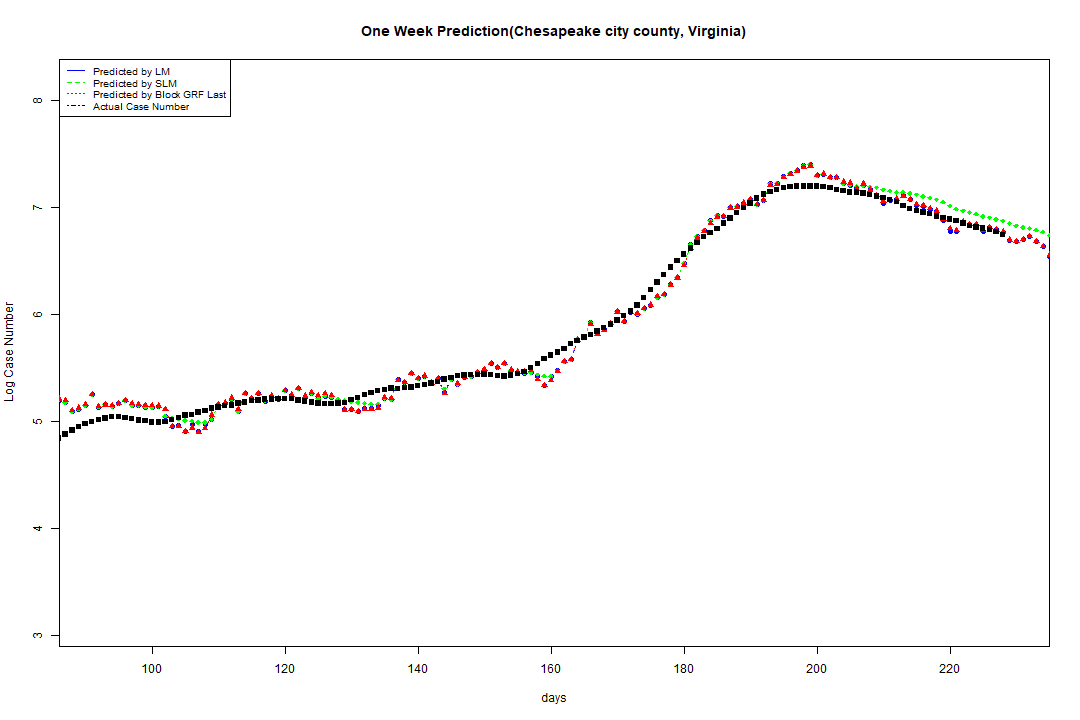 One Week Prediction(Chesapeake city county, Virginia)
Predicted by LM
Predicted by SLM
Predicted by Block GRF Last
Actual Case Number
8
7
6
5
4
3
Log Case Number
100 120 140 160 180 200 220
days